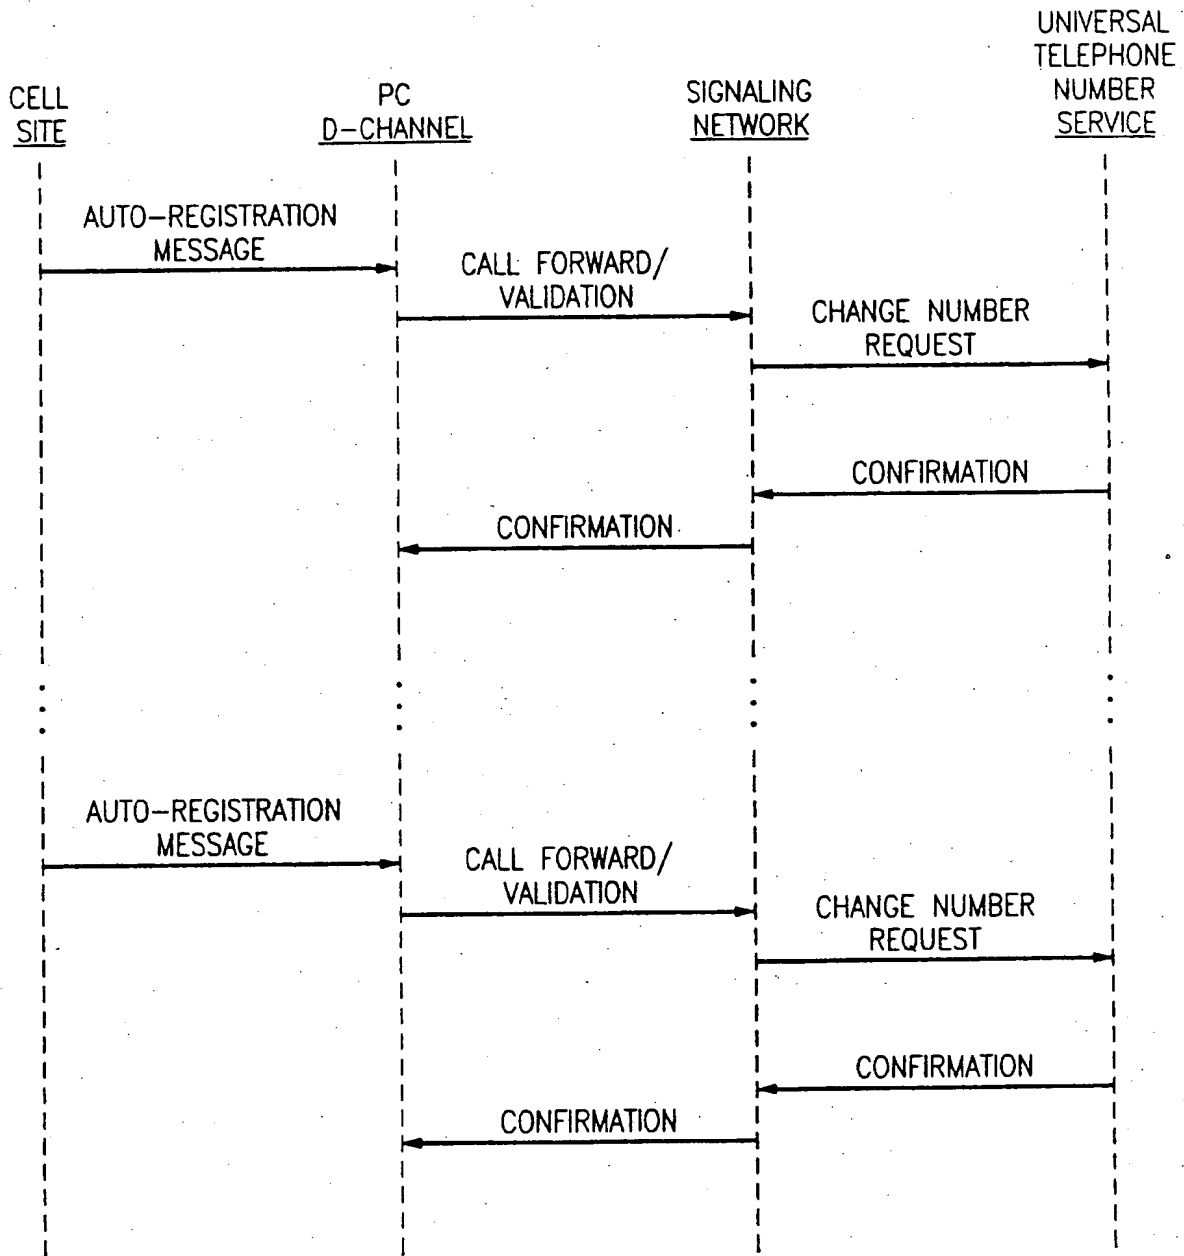 UNIVERSAL
TELEPHONE
NUMBER
SERVICE
CELL
SITE
PC
D-CHANNEL
SIGNALING
NETWORK
AUTO-REGISTRATION
MESSAGE
CALL FORWARD/
VALIDATION
CHANGE NUMBER
REQUEST
CONFIRMATION
CONFIRMATION
AUTO-REGISTRATION
MESSAGE
CALL FORWARD/
VALIDATION
CHANGE NUMBER
REQUEST
CONFIRMATION
CONFIRMATION